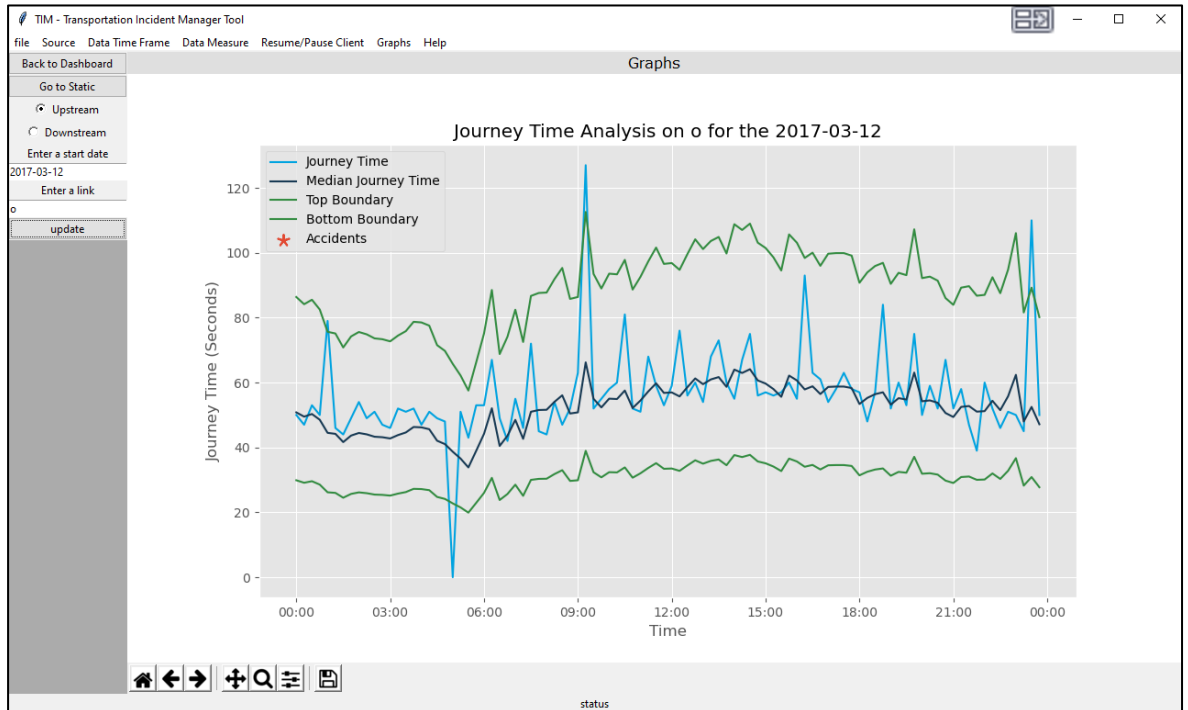 TIM - Transportation Incident Manager Tool
file Source Data Time Frame Data Measure Resume/Pause Client Graphs Help
Back to Dashboard
Graphs
Go to Static
Upstream
Downstream
Enter a start date
2017-03-12
Enter a link
o
update
Journey Time Analysis on o for the 2017-03-12
Journey Time
Median Journey Time
Top Boundary
Bottom Boundary
Accidents
Journey Time (Seconds)
120
100
80
60
40
20
0
00:00 03:00 06:00 09:00 12:00 15:00 18:00 21:00 00:00
Time
status